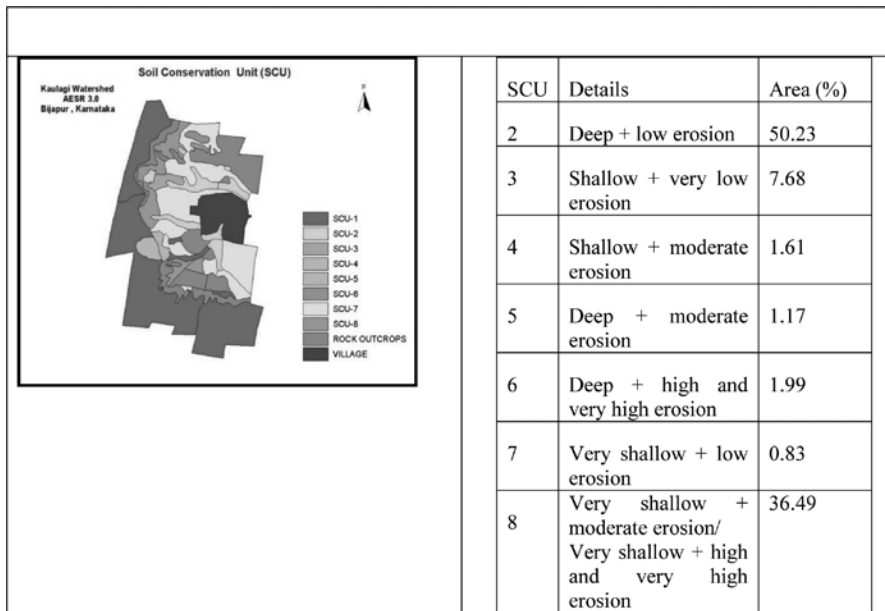 Soil Conservation Unit (SCU)
Kaulagi Watershed
AESR 3.0
Bijapur , Karnataka
N
SCU-1
SCU-2
SCU-3
SCU-4
SCU-5
SCU-6
SCU-7
SCU-8
ROCK OUTCROPS
VILLAGE
SCU Details Area (%)
2 Deep + low erosion 50.23
3 Shallow + very low 7.68
erosion
4 Shallow + moderate 1.61
erosion
5 Deep + moderate 1.17
erosion
6 Deep + high and 1.99
very high erosion
7 Very shallow + low 0.83
erosion
8 Very shallow + 36.49
moderate erosion/
Very shallow + high
and very high
erosion